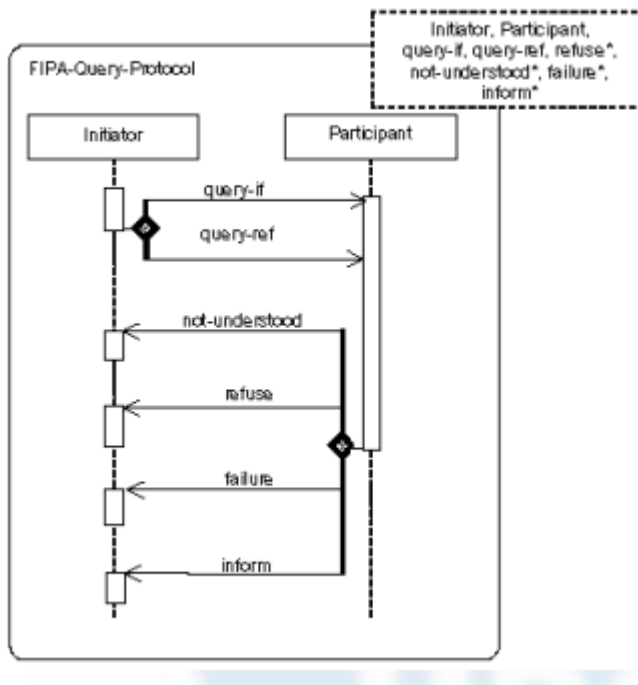 Initiator, Participant,
query-if, query-ref, refuse*,
not-understood*, failure*,
inform*
FIPA-Query-Protocol
Initiator
Participant
query-if
query-ref
not-understood
refuse
failure
inform